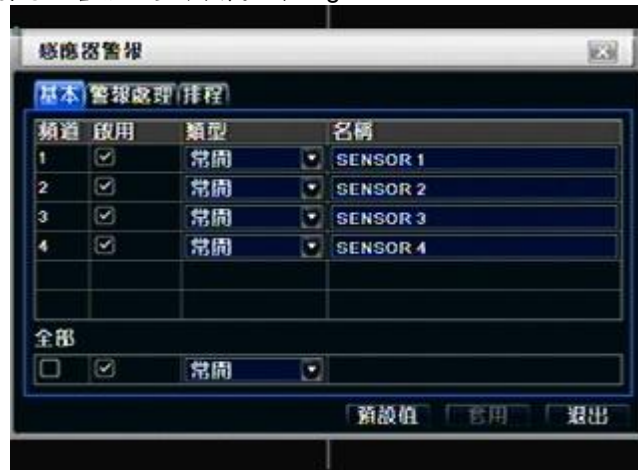 感應器警報
基本 警報處理 排程
頻道 啟用 類型 名稱
1 常開 SENSOR 1
2 常開 SENSOR 2
3 常開 SENSOR 3
4 常開 SENSOR 4
全部
常開
預設值 套用 退出